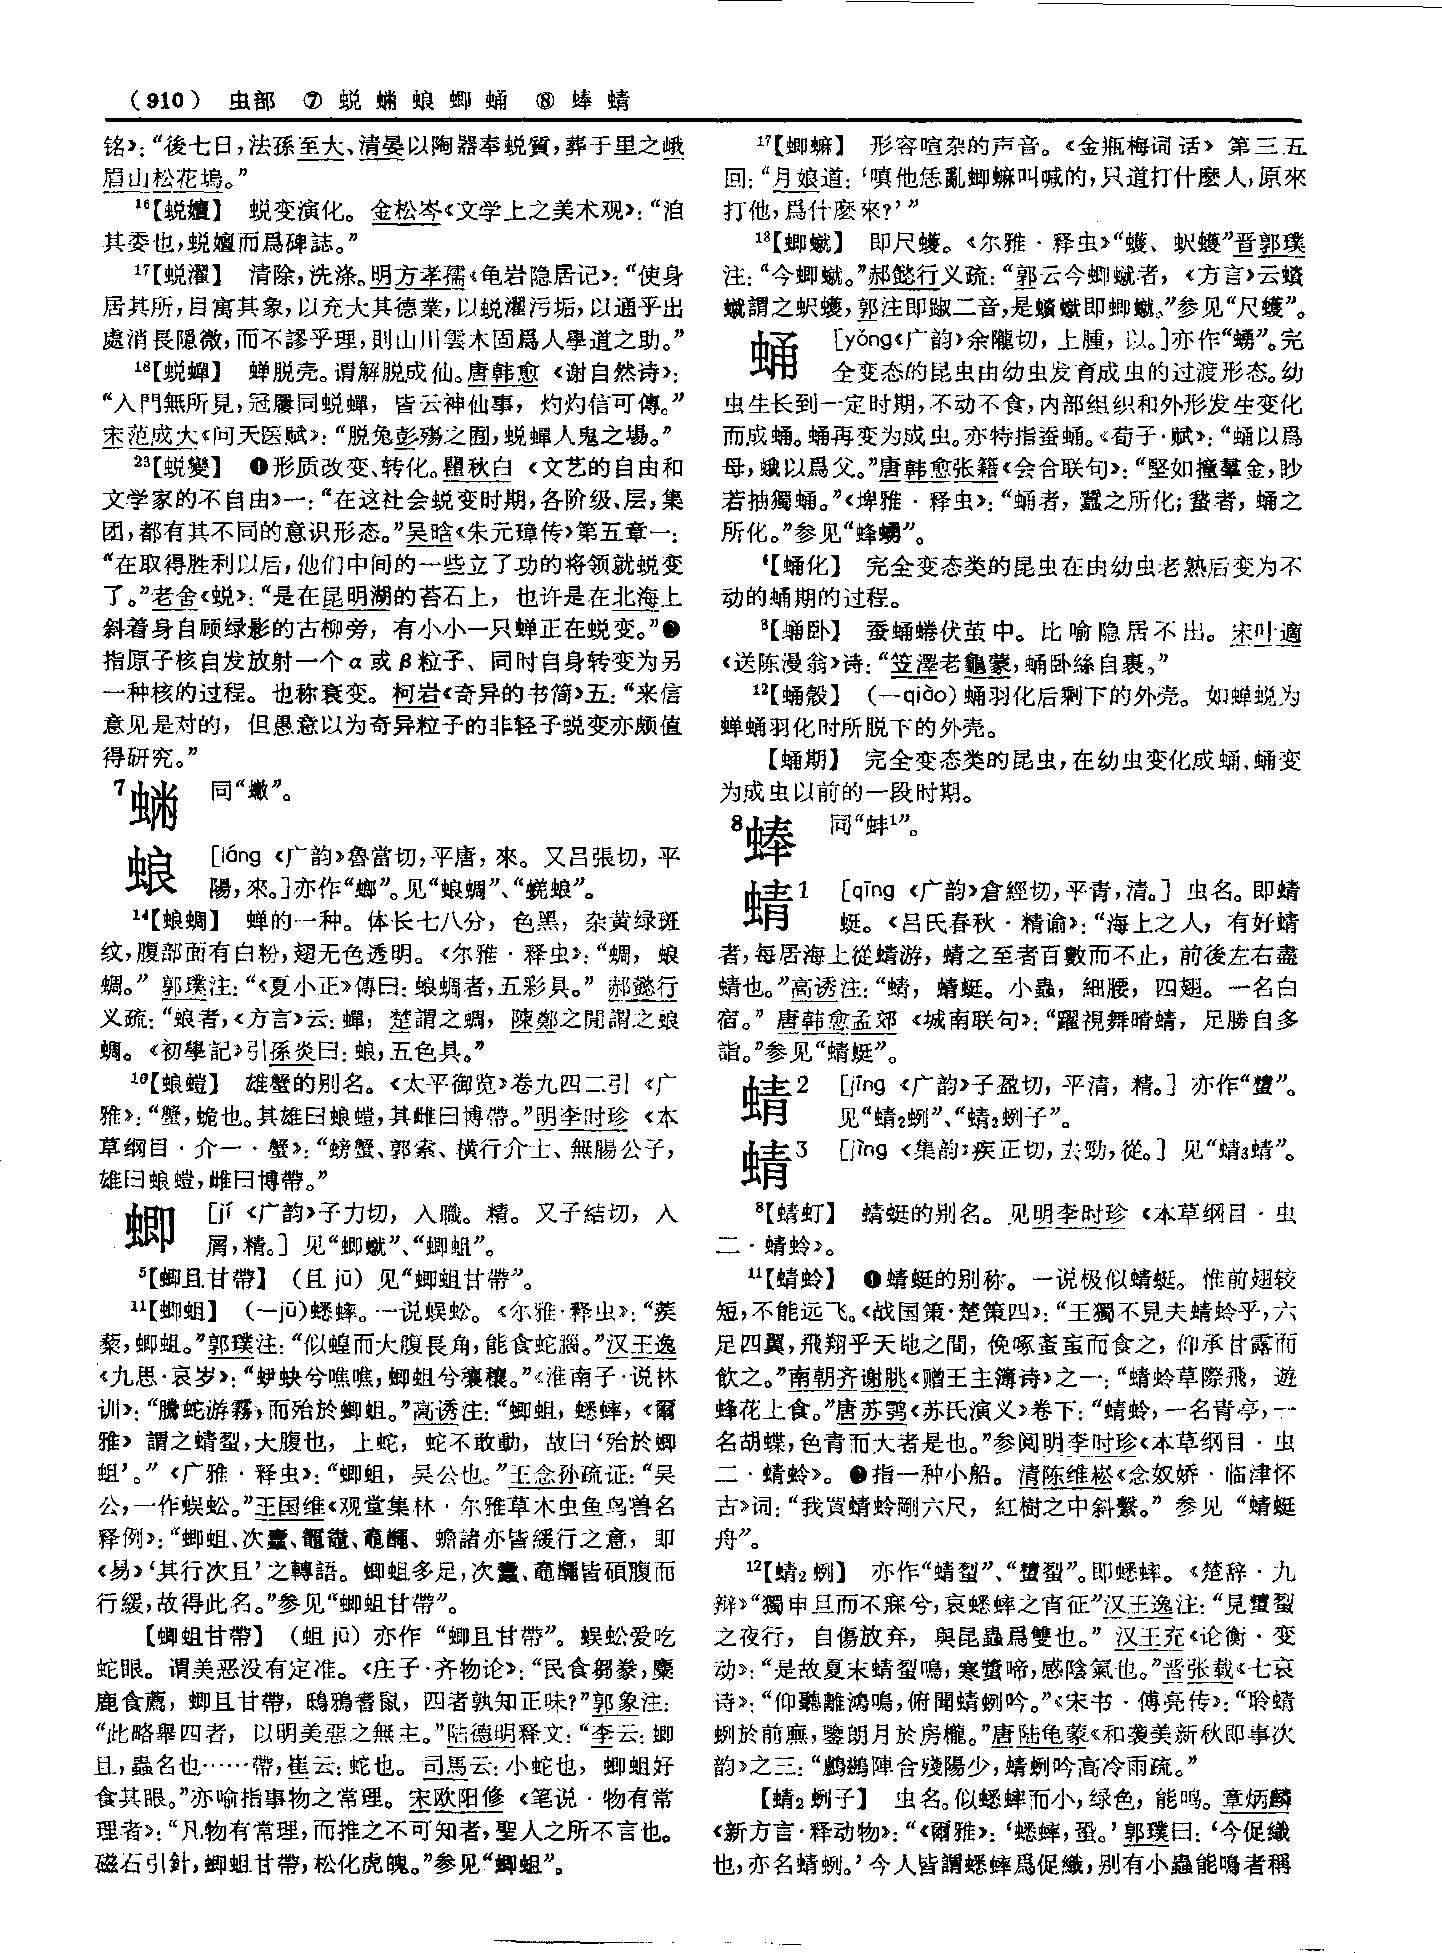 （910） 虫部 ⑦ 蜕 蜋 蝍 蛹 ⑧ 蜯 蜻
铭》：“後七日，法孫至大、清晏以陶器奉蜕質，葬于里之峨
眉山松花塢。”
16【蜕嬗】 蜕变演化。金松岑《文学上之美术观》：“洎
其委也，蜕嬗而爲碑誌。”
17【蜕濯】 清除，洗涤。明方孝孺《龟岩隐居记》：“使身
居其所，目寓其象，以充大其德業，以蜕濯污垢，以通乎出
處消長隱微，而不謬乎理，則山川雲木固爲人學道之助。”
18【蜕蟬】 蝉脱壳。谓解脱成仙。唐韩愈《谢自然诗》：
“入門無所見，冠屨同蜕蟬，皆云神仙事，灼灼信可傳。”
宋范成大《问天医赋》：“脱兔彭殤之囿，蜕蟬人鬼之場。”
23【蜕變】 ❶形质改变、转化。瞿秋白《文艺的自由和
文学家的不自由》一：“在这社会蜕变时期，各阶级、层，集
团，都有其不同的意识形态。”吴晗《朱元璋传》第五章一：
“在取得胜利以后，他们中间的一些立了功的将领就蜕变
了。”老舍《蜕》：“是在昆明湖的苔石上，也许是在北海上
斜着身自顾绿影的古柳旁，有小小一只蝉正在蜕变。”❷
指原子核自发放射一个α或β粒子、同时自身转变为另
一种核的过程。也称衰变。柯岩《奇异的书简》五：“来信
意见是对的，但愚意以为奇异粒子的非轻子蜕变亦颇值
得研究。”
7 同“”。
蜋 [láng《广韵》魯當切，平唐，來。又吕張切，平
陽，來。]亦作“螂”。见“蜋蜩”、“蜣蜋”。
14【蜋蜩】 蝉的一种。体长七八分，色黑，杂黄绿斑
纹，腹部面有白粉，翅无色透明。《尔雅·释虫》：“蜩，蜋
蜩。”郭璞注：“《夏小正》傳曰：蜋蜩者，五彩具。”郝懿行
义疏：“蜋者，《方言》云：蟬，楚謂之蜩，陳鄭之閒謂之蜋
蜩。《初學記》引孫炎曰：蜋，五色具。”
16【蜋螘】 雄蟹的别名。《太平御览》卷九四二引《广
雅》：“蟹，蛫也。其雄曰蜋螘，其雌曰博帶。”明李时珍《本
草纲目·介一·蟹》：“螃蟹、郭索、横行介士、無腸公子，
雄曰蜋螘，雌曰博帶。”
蝍 [jí《广韵》子力切，入職。精。又子結切，入
屑，精。]见“蝍蠘”、“蝍蛆”。
5【蝍且甘帶】（且 jū）见“蝍蛆甘帶”。
11【蝍蛆】（一jū）蟋蟀。一说蜈蚣。《尔雅·释虫》：“蒺
蔾，蝍蛆。”郭璞注：“似蝗而大腹長角，能食蛇腦。”汉王逸
《九思·哀岁》：“蛜蚗兮噍噍，蝍蛆兮穰穰。”《淮南子·说林
训》：“騰蛇游霧，而殆於蝍蛆。”高诱注：“蝍蛆，蟋蟀，《爾
雅》謂之蜻蛚，大腹也，上蛇，蛇不敢動，故曰‘殆於蝍
蛆’。”《广雅·释虫》：“蝍蛆，吴公也。”王念孙疏证：“吴
公，一作蜈蚣。”王国维《观堂集林·尔雅草木虫鱼鸟兽名
释例》：“蝍蛆、次、、、蟾諸亦皆緩行之意，即
《易》‘其行次且’之轉語。蝍蛆多足，次、皆碩腹而
行緩，故得此名。”参见“蝍蛆甘帶”。
【蝍蛆甘帶】（蛆 jū）亦作“蝍且甘帶”。蜈蚣爱吃
蛇眼。谓美恶没有定准。《庄子·齐物论》：“民食芻豢，麋
鹿食薦，蝍且甘帶，鴟鴉耆鼠，四者孰知正味？”郭象注：
“此略舉四者，以明美惡之無主。”陆德明释文：“李云：蝍
且，蟲名也……帶，崔云：蛇也。司馬云：小蛇也，蝍蛆好
食其眼。”亦喻指事物之常理。宋欧阳修《笔说·物有常
理者》：“凡物有常理，而推之不可知者，聖人之所不言也。
磁石引針，蝍蛆甘帶，松化虎魄。”参见“蝍蛆”。
17【蝍嘛】 形容喧杂的声音。《金瓶梅词话》第三五
回：“月娘道：‘嗔他恁亂蝍嘛叫喊的，只道打什麽人，原來
打他，爲什麽來？’”
18【蝍】 即尺蠖。《尔雅·释虫》“蠖、蚇蠖”晋郭璞
注：“今蝍。”郝懿行义疏：“郭云今蝍者，《方言》云
謂之蚇蠖，郭注即踧二音，是即蝍。”参见“尺蠖”。
蛹 [yǒng《广韵》余隴切，上腫，以。]亦作“”。完
全变态的昆虫由幼虫发育成虫的过渡形态。幼
虫生长到一定时期，不动不食，内部组织和外形发生变化
而成蛹。蛹再变为成虫。亦特指蚕蛹。《荀子·赋》：“蛹以爲
母，蛾以爲父。”唐韩愈张籍《会合联句》：“堅如撞羣金，眇
若抽獨蛹。”《埤雅·释虫》：“蛹者，蠶之所化；螽者，蛹之
所化。”参见“蜂”。
4【蛹化】 完全变态类的昆虫在由幼虫老熟后变为不
动的蛹期的过程。
8【蛹卧】 蚕蛹蜷伏茧中。比喻隐居不出。宋叶適
《送陈漫翁》诗：“笠澤老龜蒙，蛹卧絲自裹。”
12【蛹殼】（一qiào）蛹羽化后剩下的外壳。如蝉蜕为
蝉蛹羽化时所脱下的外壳。
【蛹期】 完全变态类的昆虫，在幼虫变化成蛹，蛹变
为成虫以前的一段时期。
8 蜯 同“蚌1”。
蜻1 [qīng《广韵》倉經切，平青，清。] 虫名。即蜻
蜓。《吕氏春秋·精谕》：“海上之人，有好蜻
者，每居海上從蜻游，蜻之至者百數而不止，前後左右盡
蜻也。”高诱注：“蜻，蜻蜓。小蟲，細腰，四翅。一名白
宿。”唐韩愈孟郊《城南联句》：“躍視舞晴蜻，足勝自多
詣。”参见“蜻蜓”。
蜻2 [jīng《广韵》子盈切，平清，精。] 亦作“”。
见“蜻2蛚”、“蜻2蛚子”。
蜻3 [jìng《集韵》疾正切，去勁，從。] 见“蜻3蜻”。
8【蜻虰】 蜻蜓的别名。见明李时珍《本草纲目·虫
二·蜻蛉》。
11【蜻蛉】 ❶蜻蜓的别称。一说极似蜻蜓。惟前翅较
短，不能远飞。《战国策·楚策四》：“王獨不見夫蜻蛉乎，六
足四翼，飛翔乎天地之間，俛啄蚉蝱而食之，仰承甘露而
飲之。”南朝齐谢朓《赠王主簿诗》之一：“蜻蛉草際飛，遊
蜂花上食。”唐苏鹗《苏氏演义》卷下：“蜻蛉，一名青亭，一
名胡蝶，色青而大者是也。”参阅明李时珍《本草纲目·虫
二·蜻蛉》。❷指一种小船。清陈维崧《念奴娇·临津怀
古》词：“我買蜻蛉剛六尺，紅樹之中斜繫。”参见“蜻蜓
舟”。
12【蜻2蛚】 亦作“蜻蛚”、“蛚”。即蟋蟀。《楚辞·九
辩》“獨申旦而不寐兮，哀蟋蟀之宵征”汉王逸注：“見蛚
之夜行，自傷放弃，與昆蟲爲雙也。”汉王充《论衡·变
动》：“是故夏末蜻蛚鳴，寒螿啼，感陰氣也。”晋张载《七哀
诗》：“仰聽離鴻鳴，俯聞蜻蛚吟。”《宋书·傅亮传》：“聆蜻
蛚於前廡，鑒朗月於房櫳。”唐陆龟蒙《和袭美新秋即事次
韵》之三：“鸕鷀陣合殘陽少，蜻蛚吟高冷雨疏。”
【蜻2蛚子】 虫名。似蟋蟀而小，绿色，能鸣。章炳麟
《新方言·释动物》：“《爾雅》：‘蟋蟀，蛬。’郭璞曰：‘今促織
也，亦名蜻蛚。’今人皆謂蟋蟀爲促織，别有小蟲能鳴者稱